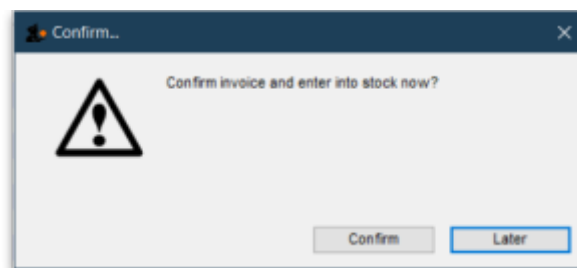 Confirm...
Confirm invoice and enter into stock now?
Confirm
Later